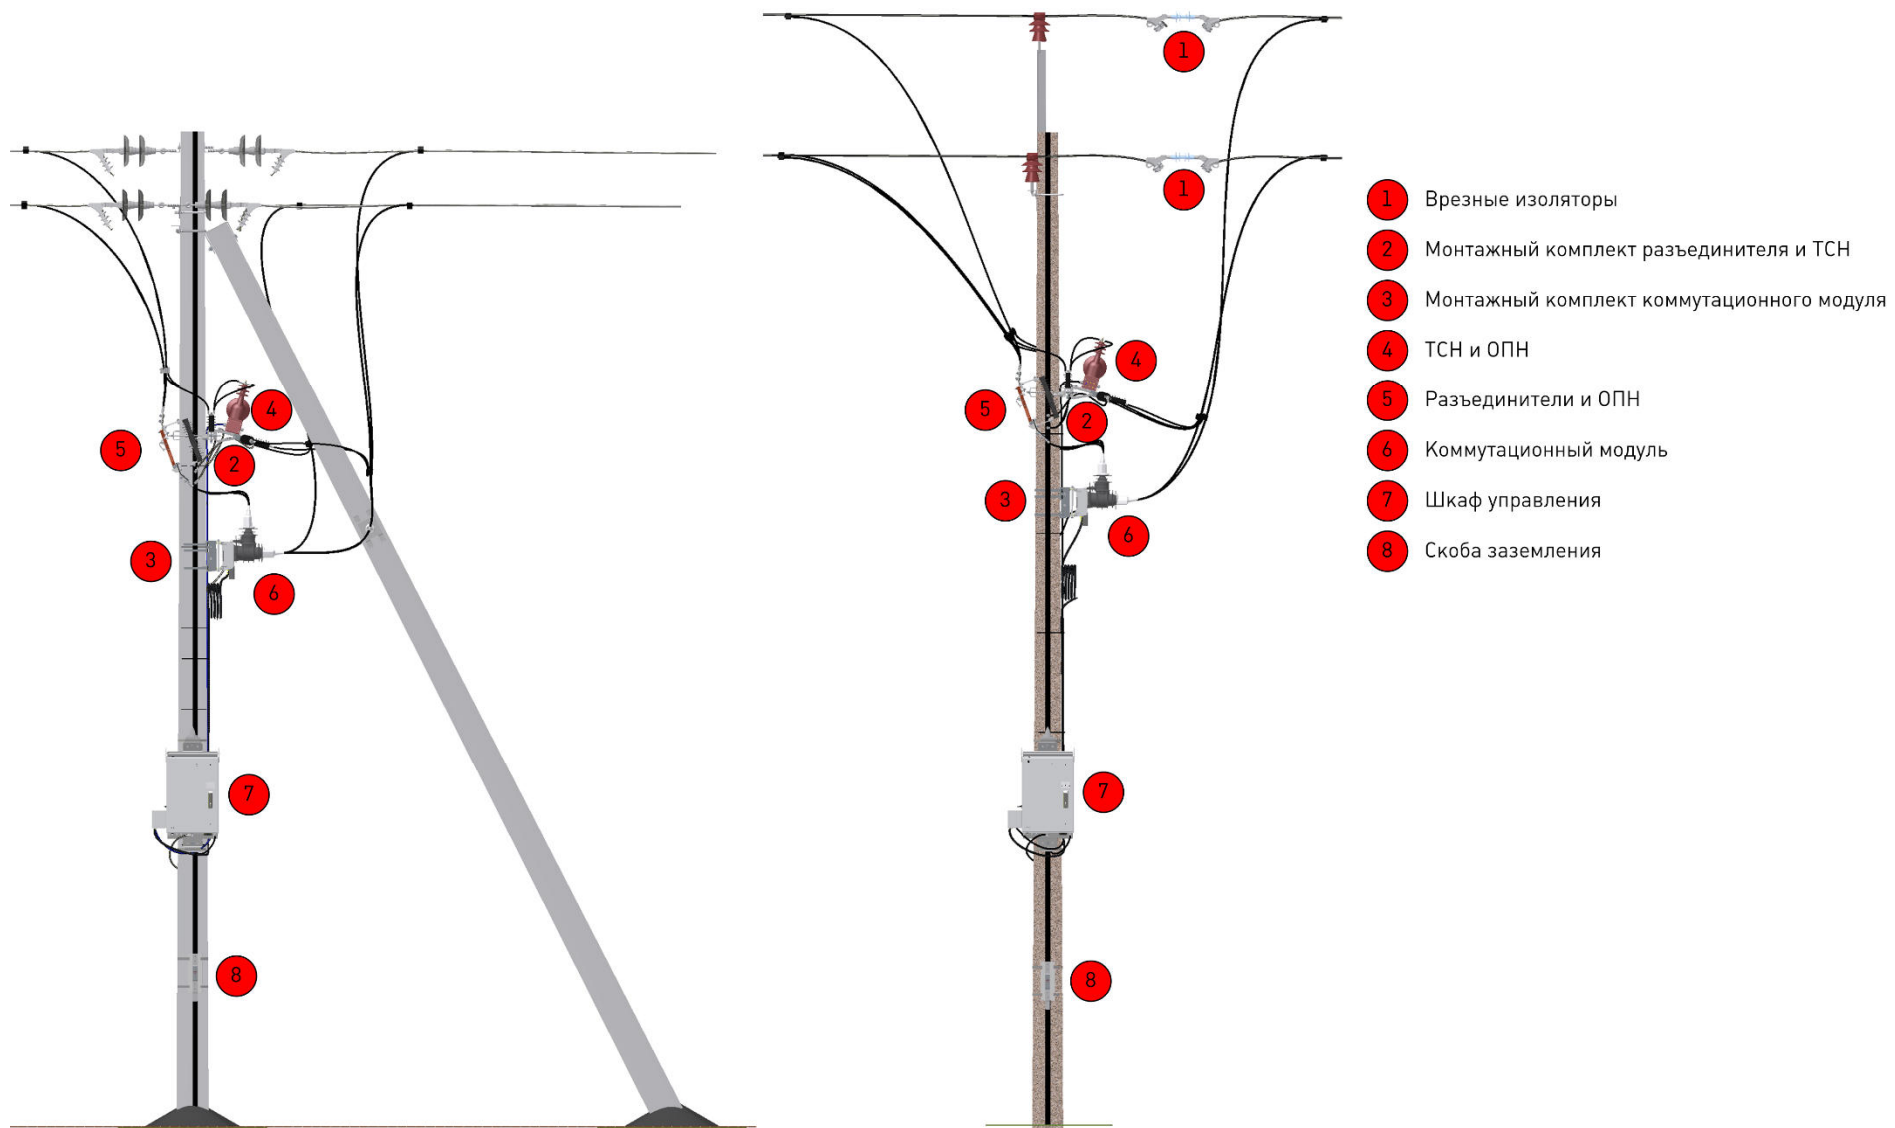 1
1
4
5
2
3
6
7
8
4
5
2
3
6
7
8
1 Врезные изоляторы
2 Монтажный комплект разъединителя и ТСН
3 Монтажный комплект коммутационного модуля
4 ТСН и ОПН
5 Разъединители и ОПН
6 Коммутационный модуль
7 Шкаф управления
8 Скоба заземления